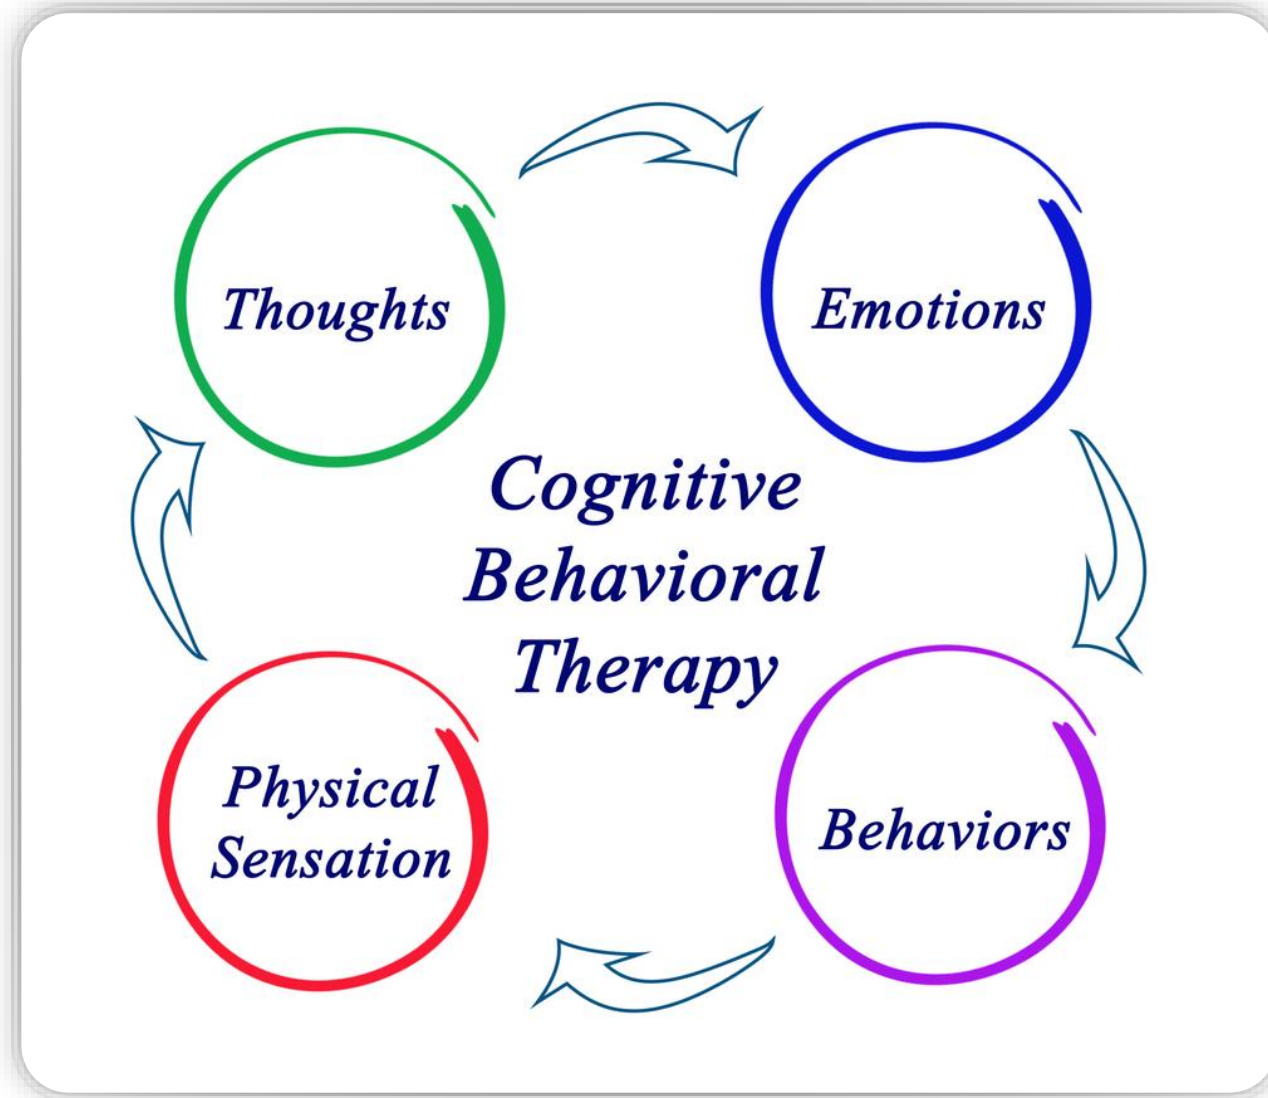 Thoughts
Emotions
Cognitive
Behavioral
Therapy
Physical
Sensation
Behaviors